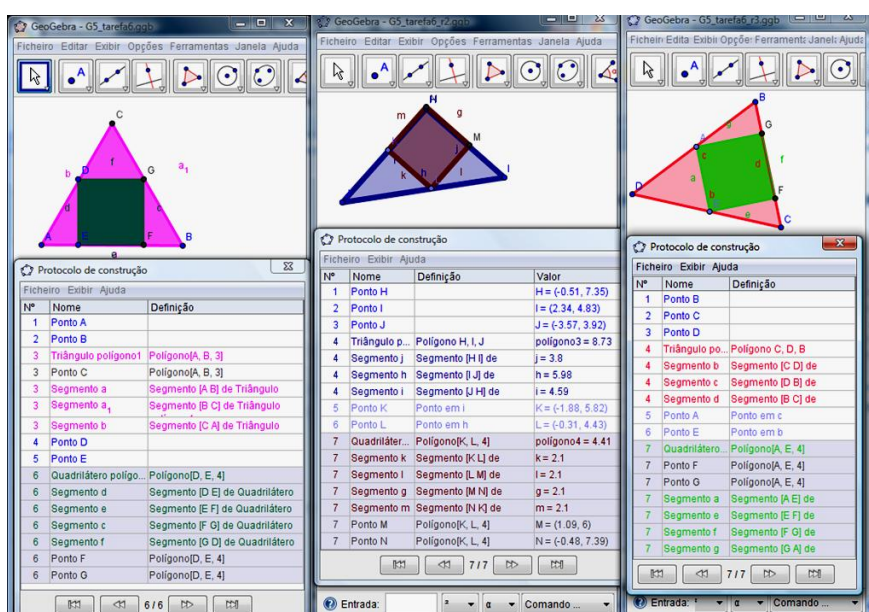 GeoGebra - G5_tarefa6.ggb
Ficheiro Editar Exibir Opções Ferramentas Janela Ajuda
A
C
b
D
f
G
a1
d
d
A
E
F
B
a
Protocolo de construção
Ficheiro Exibir Ajuda
Nº Nome Definição
1 Ponto A
2 Ponto B
3 Triângulo polígono1 Polígono[A, B, 3]
3 Ponto C Polígono[A, B, 3]
3 Segmento a Segmento [A B] de Triângulo
3 Segmento a1 Segmento [B C] de Triângulo
3 Segmento b Segmento [C A] de Triângulo
4 Ponto D
5 Ponto E
6 Quadrilátero polígo... Polígono[D, E, 4]
6 Segmento d Segmento [D E] de Quadrilátero
6 Segmento e Segmento [E F] de Quadrilátero
6 Segmento c Segmento [F G] de Quadrilátero
6 Segmento g Segmento [G D] de Quadrilátero
6 Ponto F Polígono[D, E, 4]
6 Ponto G Polígono[D, E, 4]
6 / 6
GeoGebra - G5_tarefa6_r2.ggb
Ficheiro Editar Exibir Opções Ferramentas Janela Ajuda
A
H
m
g
M
j
k
h
l
I
Protocolo de construção
Ficheiro Exibir Ajuda
Nº Nome Definição Valor
1 Ponto H H = (-0.51, 7.35)
2 Ponto I I = (2.34, 4.83)
3 Ponto J J = (-3.57, 3.92)
4 Triângulo p... Polígono H, I, J polígono3 = 8.73
4 Segmento j Segmento [H I] de j = 3.8
4 Segmento h Segmento [I J] de h = 5.98
4 Segmento i Segmento [J H] de i = 4.59
5 Ponto K Ponto em i K = (-1.88, 5.82)
6 Ponto L Ponto em h L = (-0.31, 4.43)
7 Quadriláter... Polígono[K, L, 4] polígono4 = 4.41
7 Segmento k Segmento [K L] de k = 2.1
7 Segmento l Segmento [L M] de l = 2.1
7 Segmento g Segmento [M N] de g = 2.1
7 Segmento m Segmento [N K] de m = 2.1
7 Ponto M Polígono[K, L, 4] M = (1.09, 6)
7 Ponto N Polígono[K, L, 4] N = (-0.48, 7.39)
7 / 7
Entrada: ² α Comando ...
GeoGebra - G5_tarefa6_r3.ggb
A
B
g
G
A
c
d
f
D
a
b
F
e
C
Protocolo de construção
Ficheiro Exibir Ajuda
Nº Nome Definição
1 Ponto B
2 Ponto C
3 Ponto D
4 Triângulo po... Polígono C, D, B
4 Segmento b Segmento [C D] de
4 Segmento c Segmento [D B] de
4 Segmento d Segmento [B C] de
5 Ponto A Ponto em c
6 Ponto E Ponto em b
7 Quadrilátero... Polígono[A, E, 4]
7 Ponto F Polígono[A, E, 4]
7 Ponto G Polígono[A, E, 4]
7 Segmento a Segmento [A E] de
7 Segmento e Segmento [E F] de
7 Segmento f Segmento [F G] de
7 Segmento g Segmento [G A] de
7 / 7
Entrada: α Comando ...